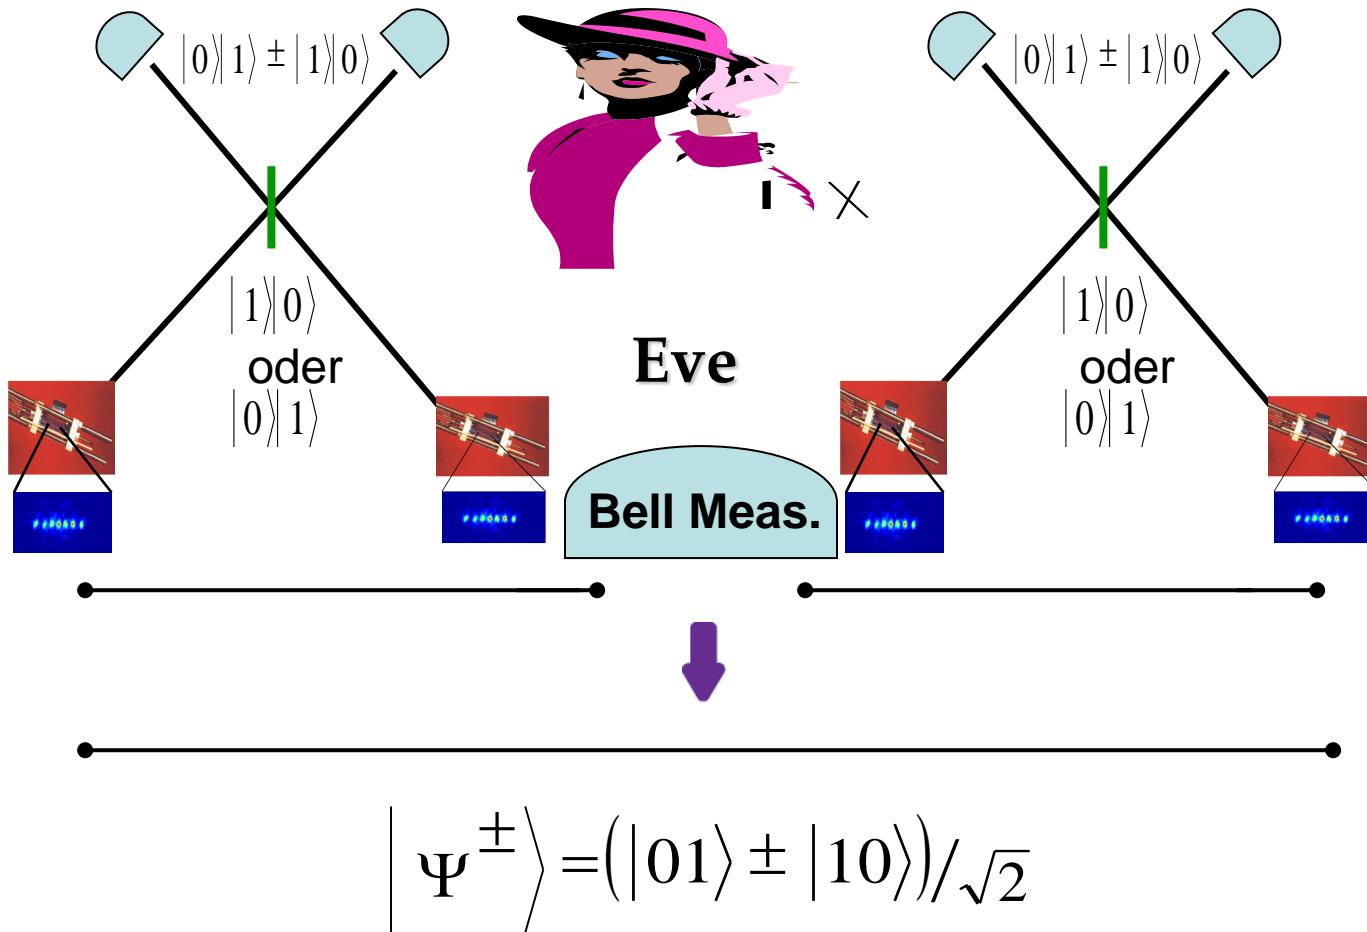 |0⟩|1⟩ ± |1⟩|0⟩
|0⟩|1⟩ ± |1⟩|0⟩
|1⟩|0⟩
oder
|0⟩|1⟩
|1⟩|0⟩
oder
|0⟩|1⟩
Eve
Bell Meas.
|Ψ^±⟩=(|01⟩ ± |10⟩)/√2